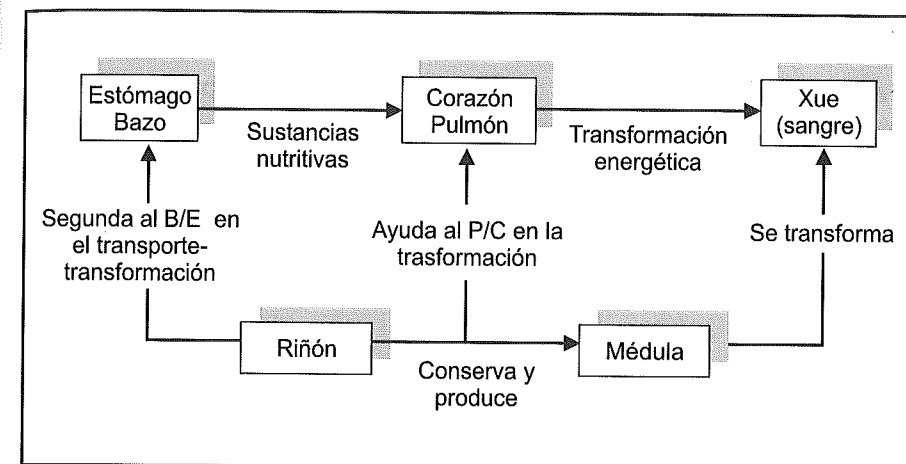 Estómago
Bazo
Sustancias
nutritivas
Corazón
Pulmón
Transformación
energética
Xue
(sangre)
Segunda al B/E en
el transporte-
transformación
Ayuda al P/C en la
trasformación
Se transforma
Riñón
Conserva y
produce
Médula